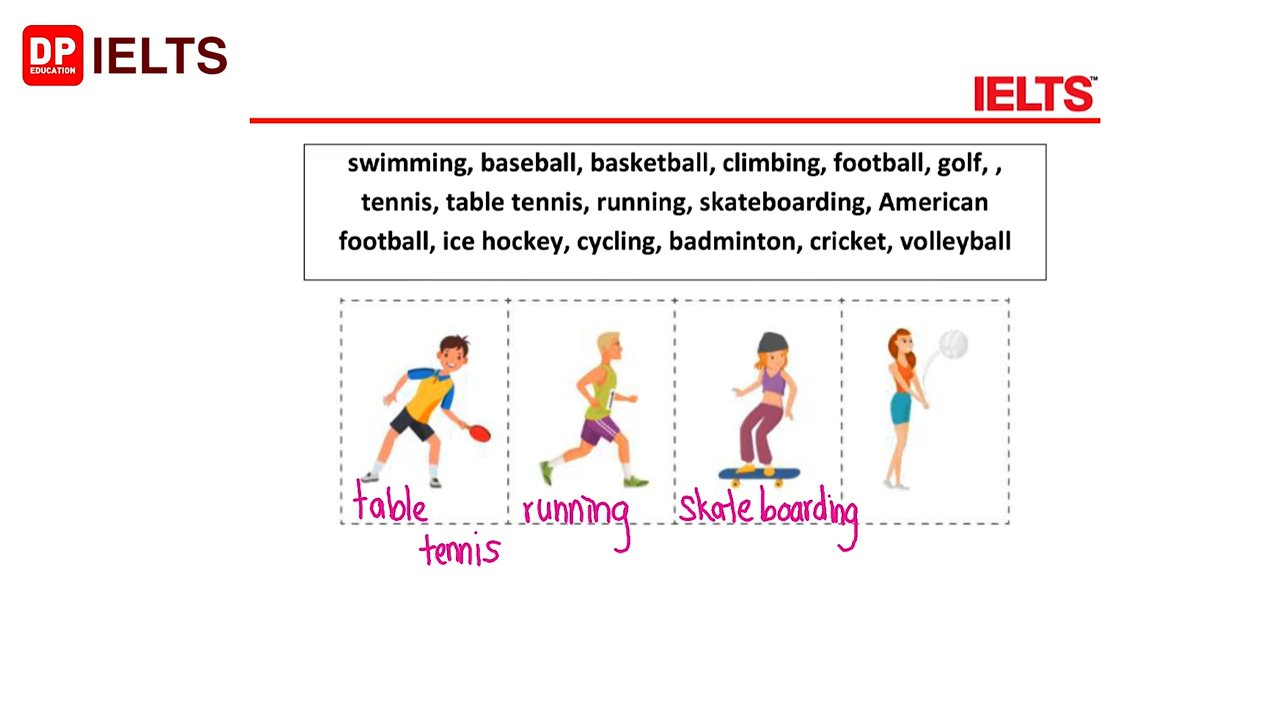 DP
EDUCATION
IELTS
IELTS™
swimming, baseball, basketball, climbing, football, golf, ,
tennis, table tennis, running, skateboarding, American
football, ice hockey, cycling, badminton, cricket, volleyball
table
tennis
running
skateboarding